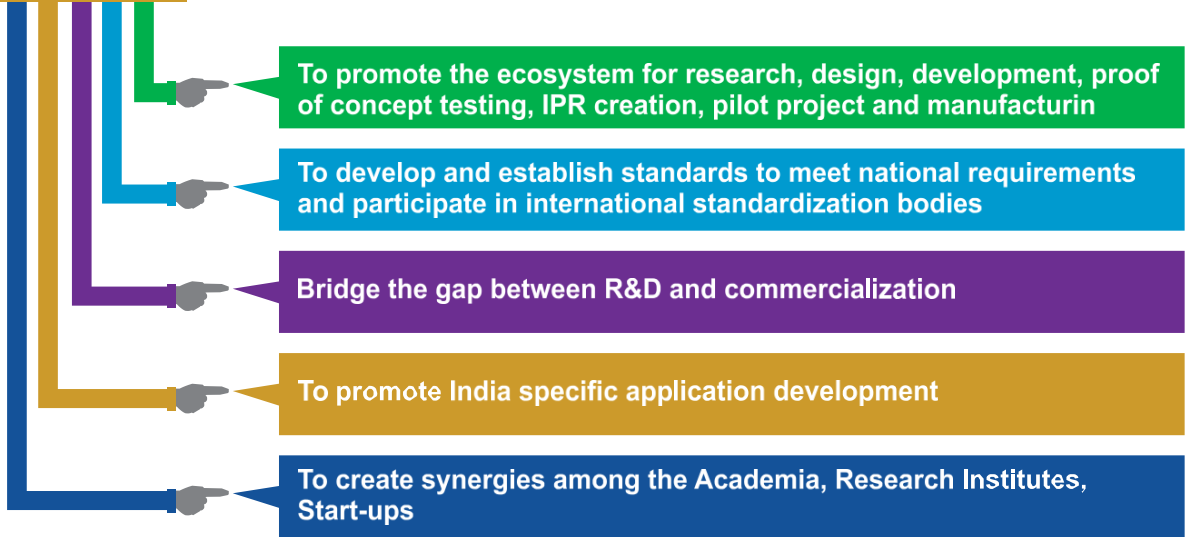 To promote the ecosystem for research, design, development, proof
of concept testing, IPR creation, pilot project and manufacturin
To develop and establish standards to meet national requirements
and participate in international standardization bodies
Bridge the gap between R&D and commercialization
To promote India specific application development
To create synergies among the Academia, Research Institutes,
Start-ups